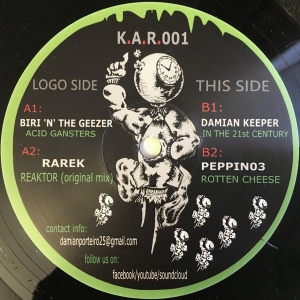 K.A.R.001
LOGO SIDE
THIS SIDE
A1:
BIRI 'N' THE GEEZER
ACID GANSTERS
A2:
RAREK
REAKTOR (original mix)
B1:
DAMIAN KEEPER
IN THE 21st CENTURY
B2:
PEPPIN03
ROTTEN CHEESE
contact info:
damianporteiro25@gmail.com
follow us on:
facebook/youtube/soundcloud